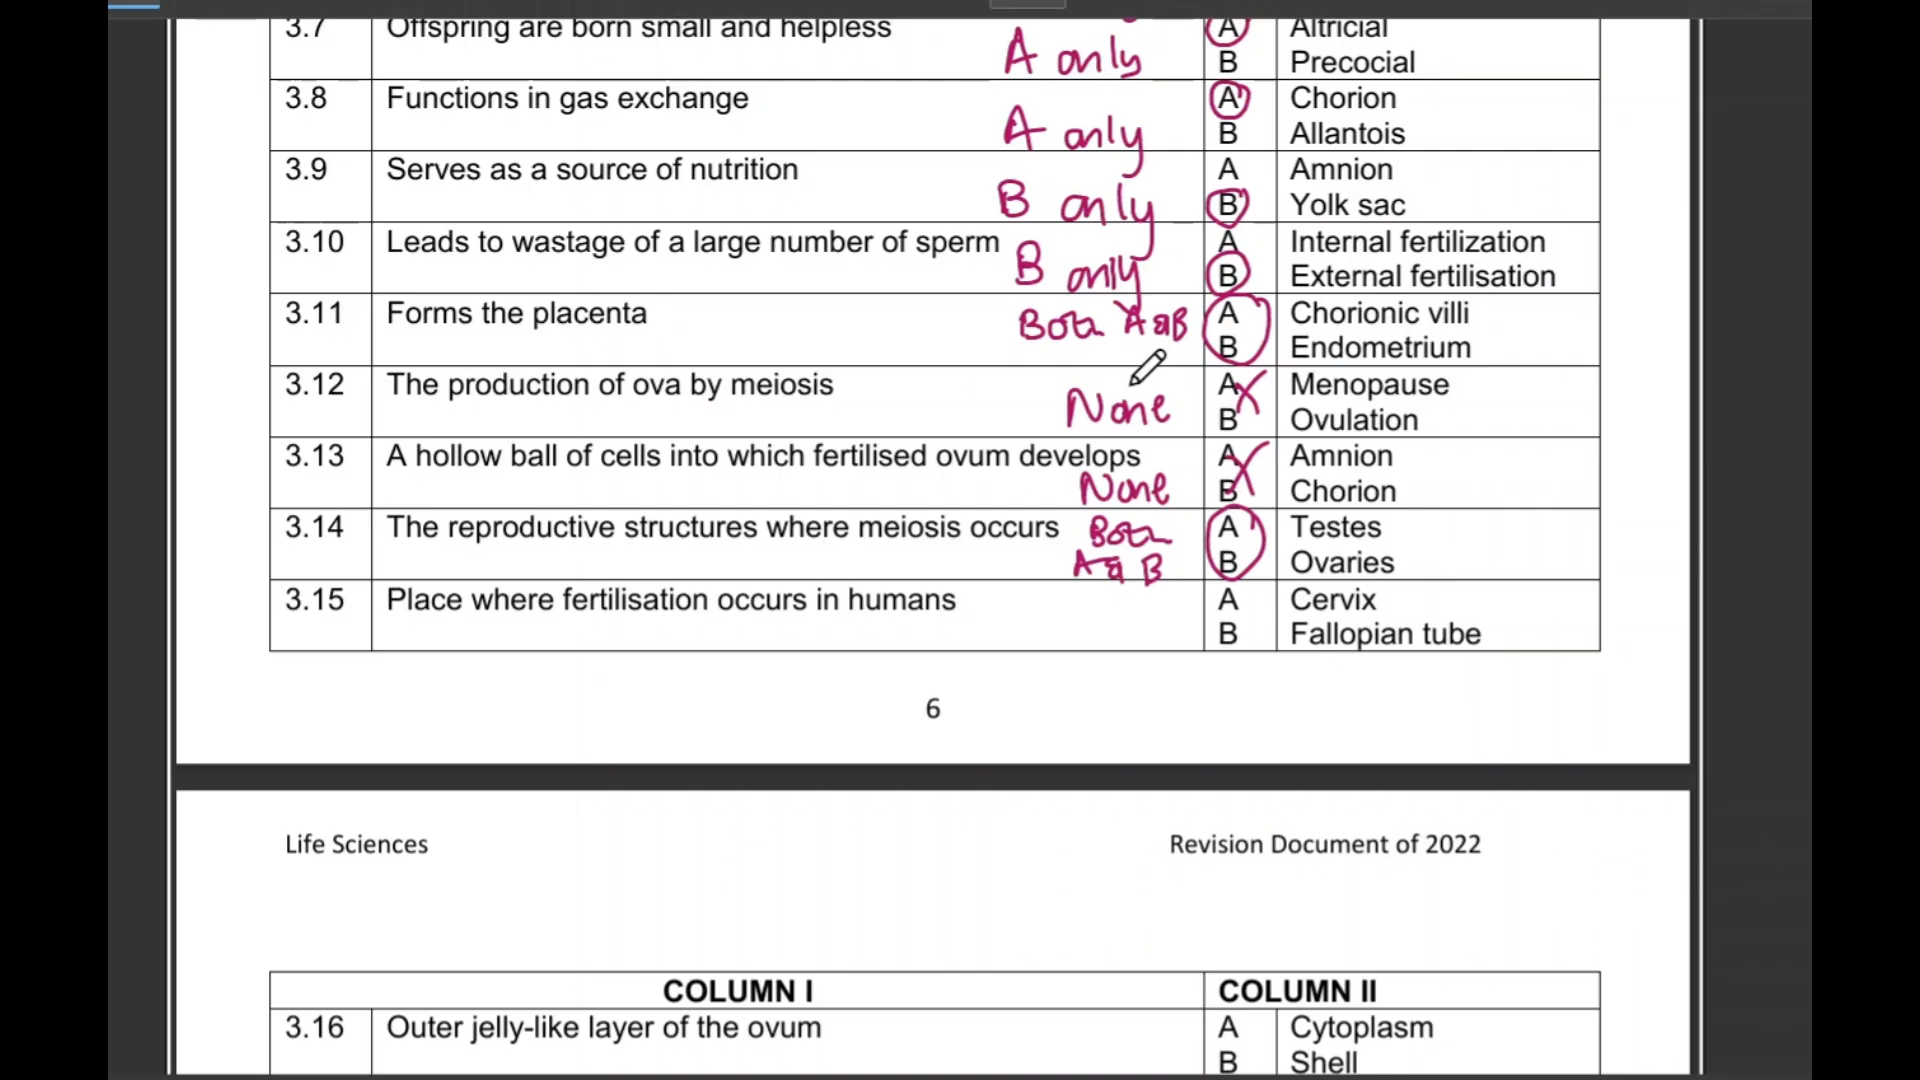 3.7 Offspring are born small and helpless A Altricial
A only B Precocial
3.8 Functions in gas exchange A Chorion
A only B Allantois
3.9 Serves as a source of nutrition A Amnion
B only B Yolk sac
3.10 Leads to wastage of a large number of sperm A Internal fertilization
B only B External fertilisation
3.11 Forms the placenta A Chorionic villi
Both A & B B Endometrium
3.12 The production of ova by meiosis A Menopause
None B Ovulation
3.13 A hollow ball of cells into which fertilised ovum develops A Amnion
None B Chorion
3.14 The reproductive structures where meiosis occurs Both A Testes
A & B B Ovaries
3.15 Place where fertilisation occurs in humans A Cervix
B Fallopian tube
6
Life Sciences Revision Document of 2022
COLUMN I COLUMN II
3.16 Outer jelly-like layer of the ovum A Cytoplasm
B Shell